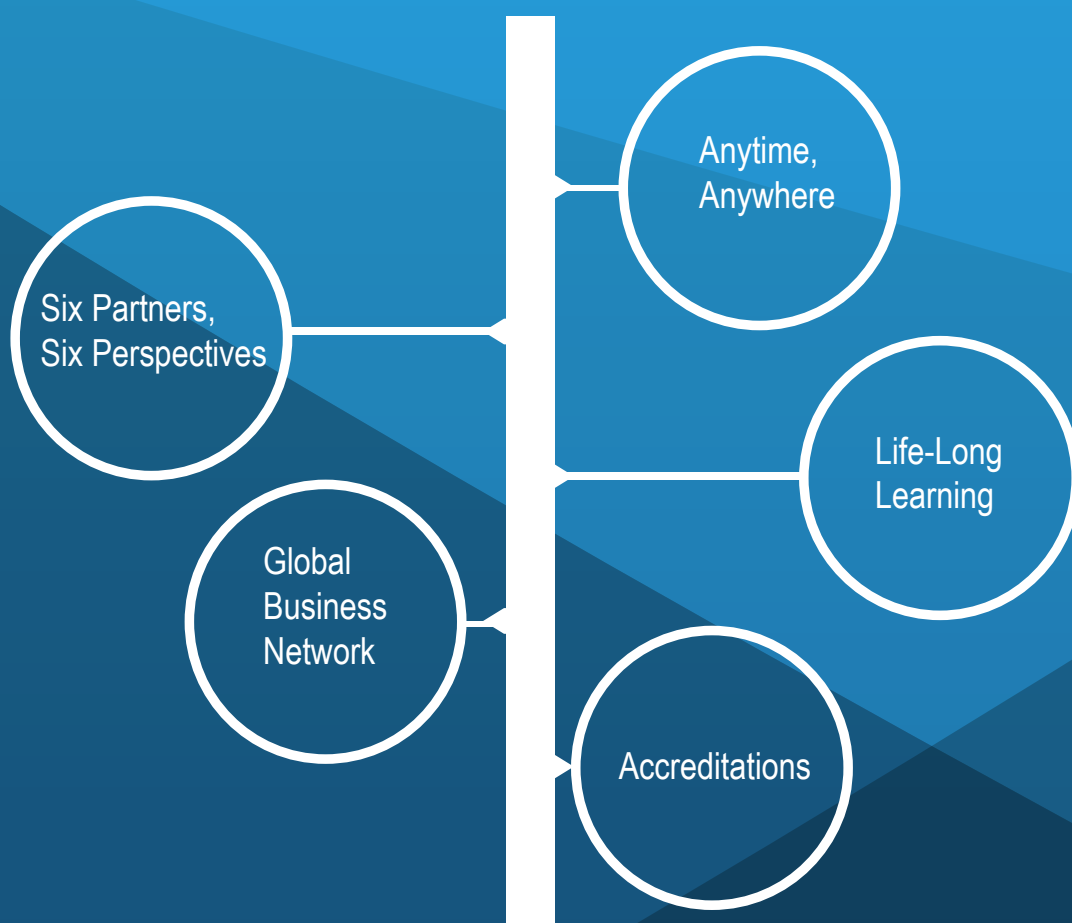 Anytime,
Anywhere
Six Partners,
Six Perspectives
Life-Long
Learning
Global
Business
Network
Accreditations